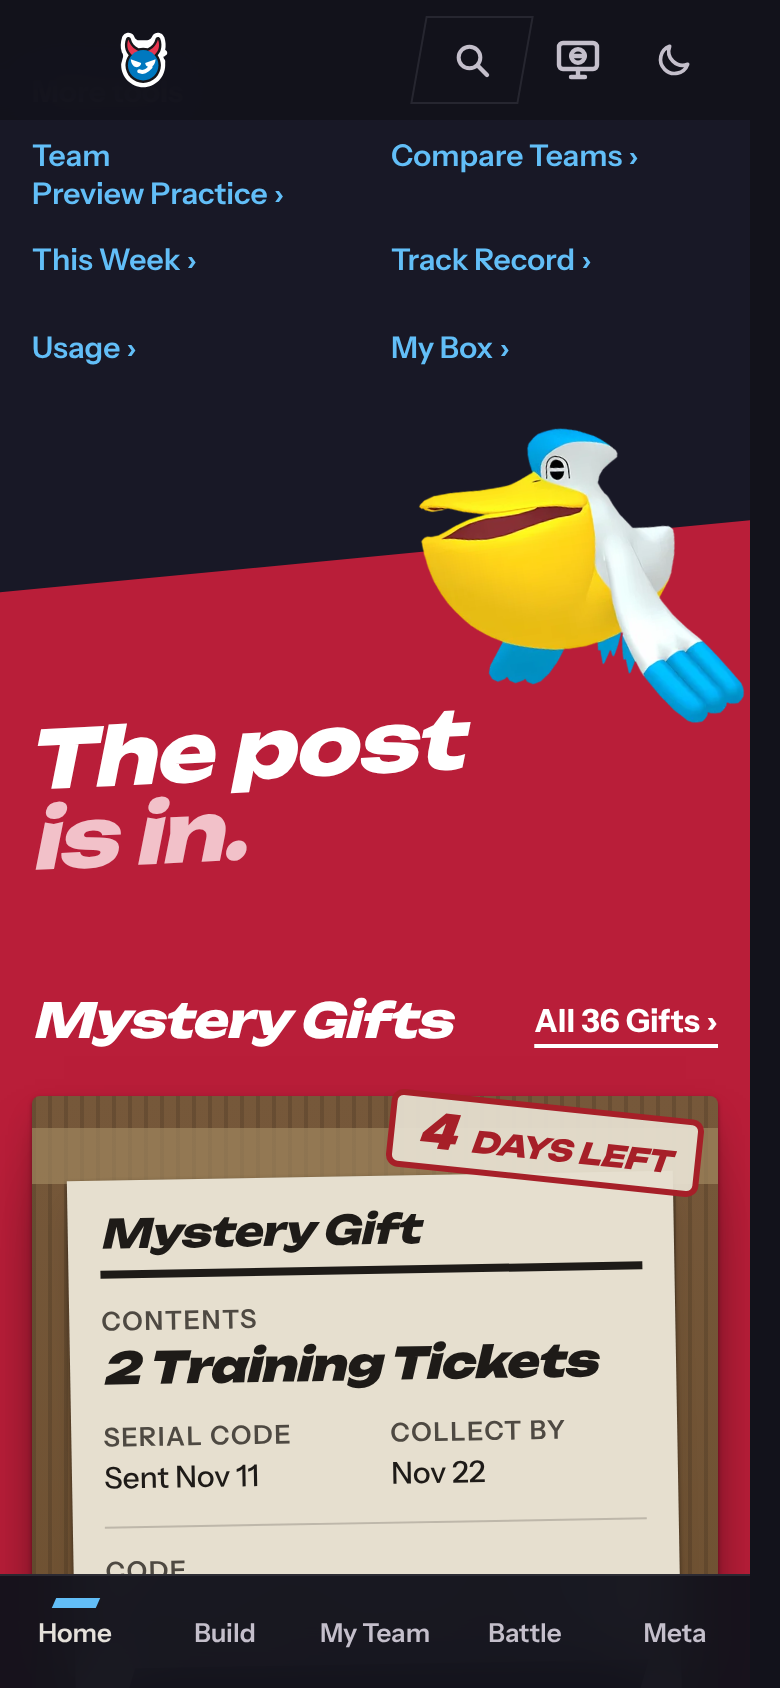 Team
Preview Practice ›
Compare Teams ›
This Week ›
Track Record ›
Usage ›
My Box ›
The post
is in.
Mystery Gifts
All 36 Gifts ›
4 DAYS LEFT
Mystery Gift
CONTENTS
2 Training Tickets
SERIAL CODE
COLLECT BY
Sent Nov 11
Nov 22
CODE
Home
Build
My Team
Battle
Meta